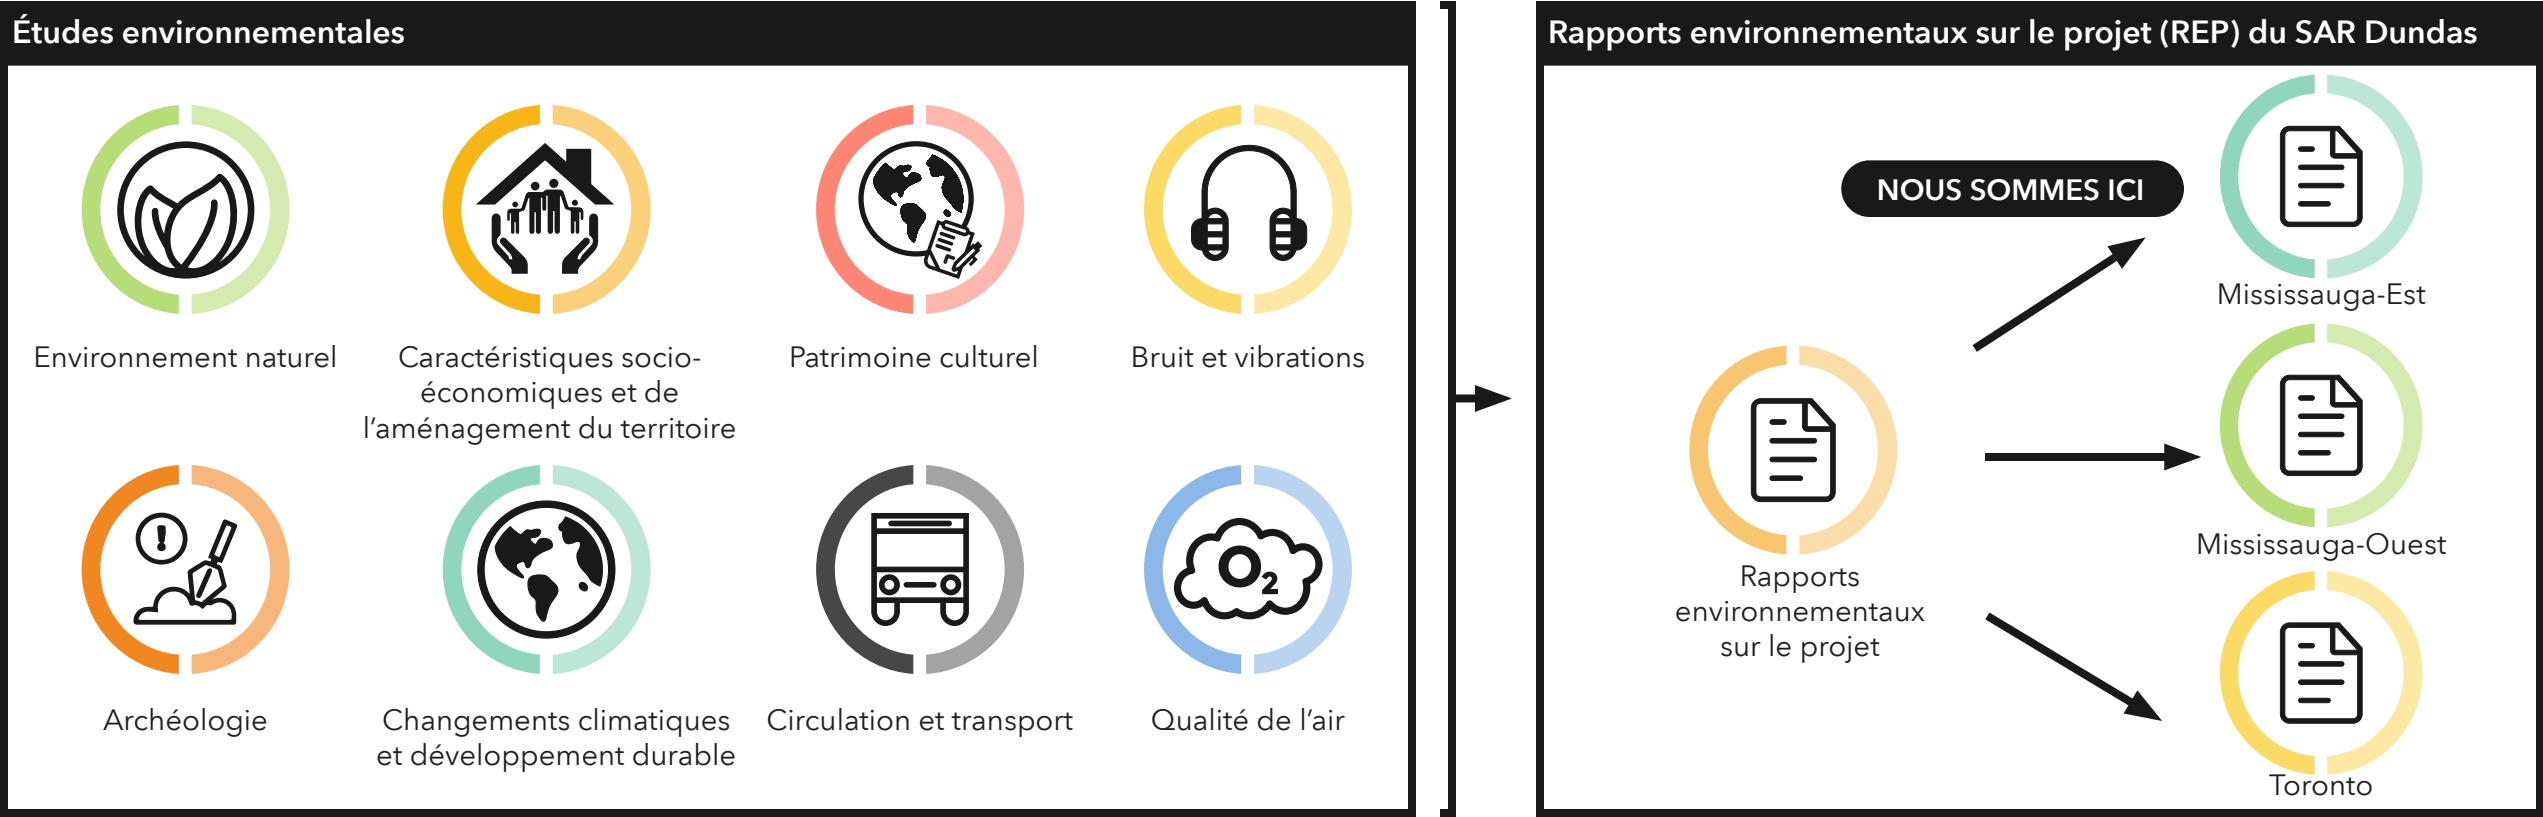 Études environnementales
Environnement naturel
Caractéristiques socio-
économiques et de
l'aménagement du territoire
Patrimoine culturel
Bruit et vibrations
Archéologie
Changements climatiques
et développement durable
Circulation et transport
O2
Qualité de l'air
Rapports environnementaux sur le projet (REP) du SAR Dundas
NOUS SOMMES ICI
Rapports
environnementaux
sur le projet
Mississauga-Est
Mississauga-Ouest
Toronto